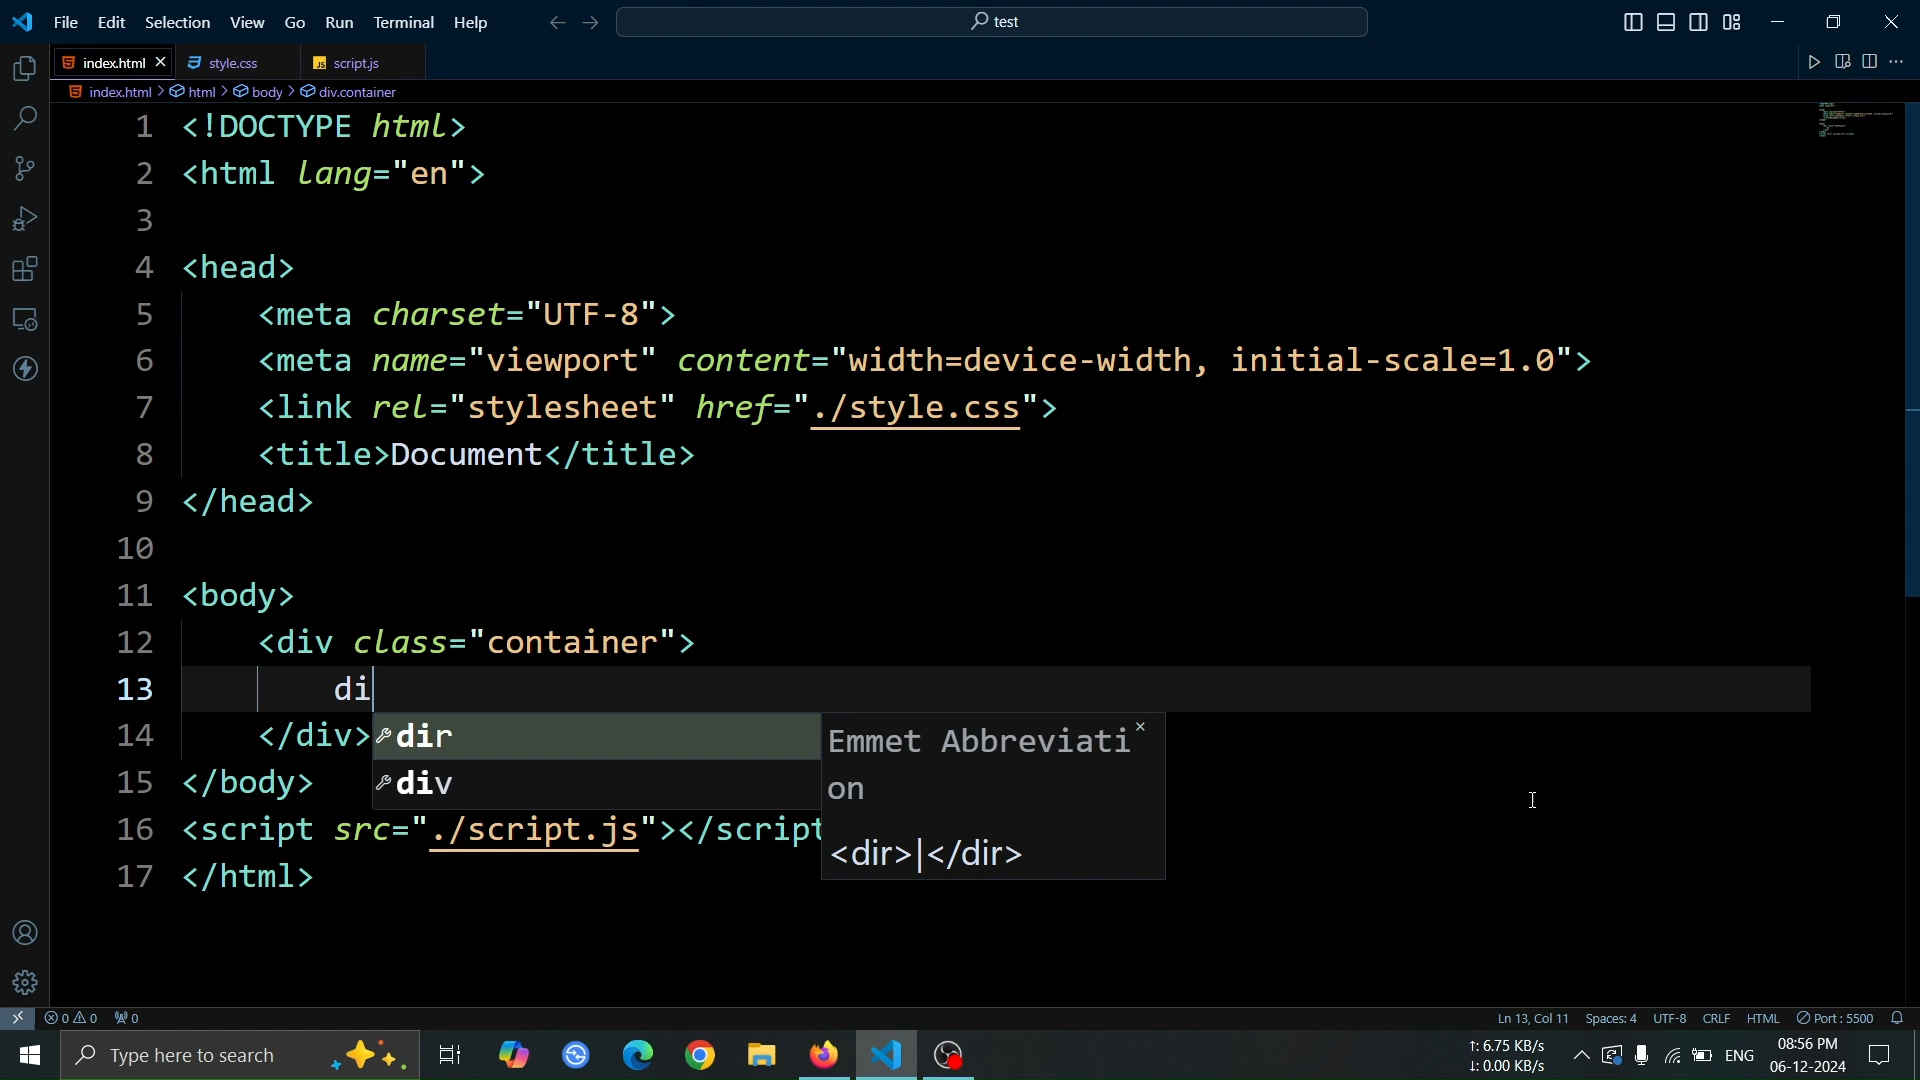 File Edit Selection View Go Run Terminal Help test
index.html style.css JS script.js
index.html > html > body > div.container
1 <!DOCTYPE html>
2 <html lang="en">
3
4 <head>
5 <meta charset="UTF-8">
6 <meta name="viewport" content="width=device-width, initial-scale=1.0">
7 <link rel="stylesheet" href="./style.css">
8 <title>Document</title>
9 </head>
10
11 <body>
12 <div class="container">
13 di
14 </div>
15 </body>
16 <script src="./script.js"></script
17 </html>
dir
div
Emmet Abbreviati
on
<dir>|</dir>
0 0 0 Ln 13, Col 11 Spaces: 4 UTF-8 CRLF HTML Port : 5500
Type here to search
↑: 6.75 KB/s
↓: 0.00 KB/s
ENG
08:56 PM
06-12-2024